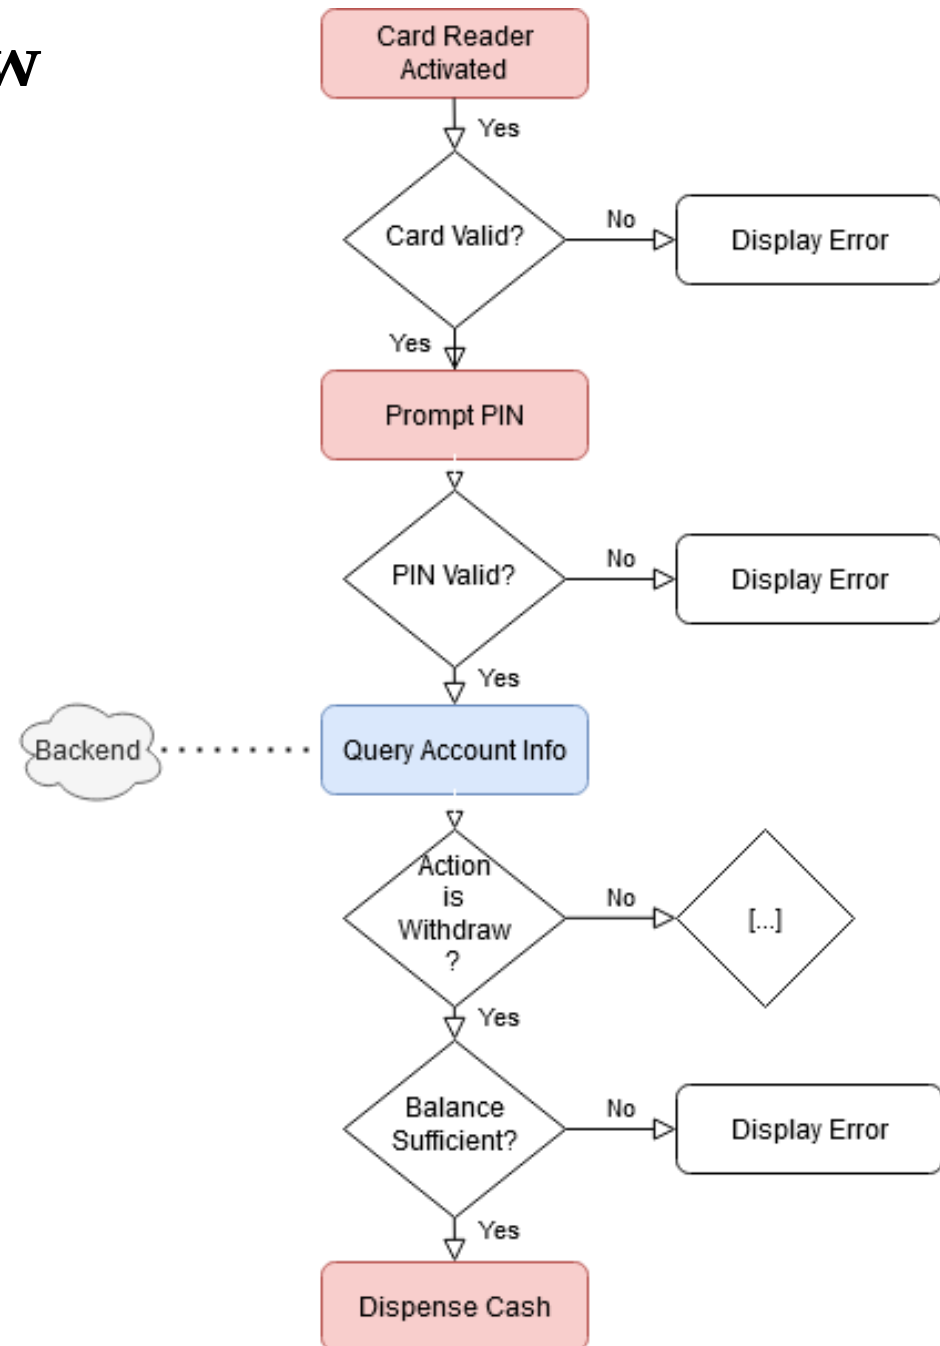 w
Card Reader
Activated
Yes
Card Valid?
No
Display Error
Yes
Prompt PIN
PIN Valid?
No
Display Error
Yes
Backend
Query Account Info
Action
is
Withdraw
?
No
[...]
Yes
Balance
Sufficient?
No
Display Error
Yes
Dispense Cash